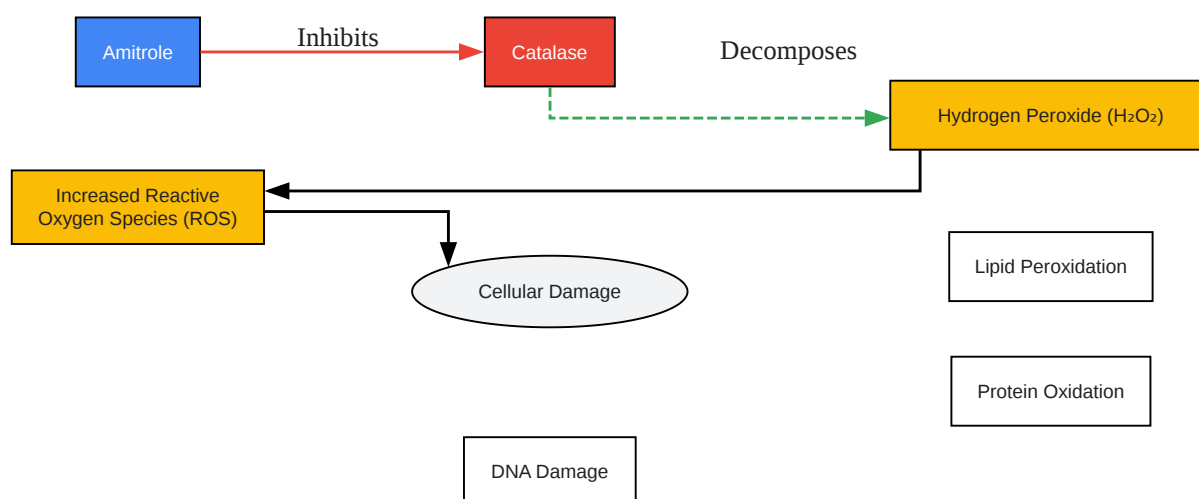 Amitrole
Inhibits
Catalase
Decomposes
Hydrogen Peroxide (H₂O₂)
Increased Reactive
Oxygen Species (ROS)
Lipid Peroxidation
Cellular Damage
Protein Oxidation
DNA Damage